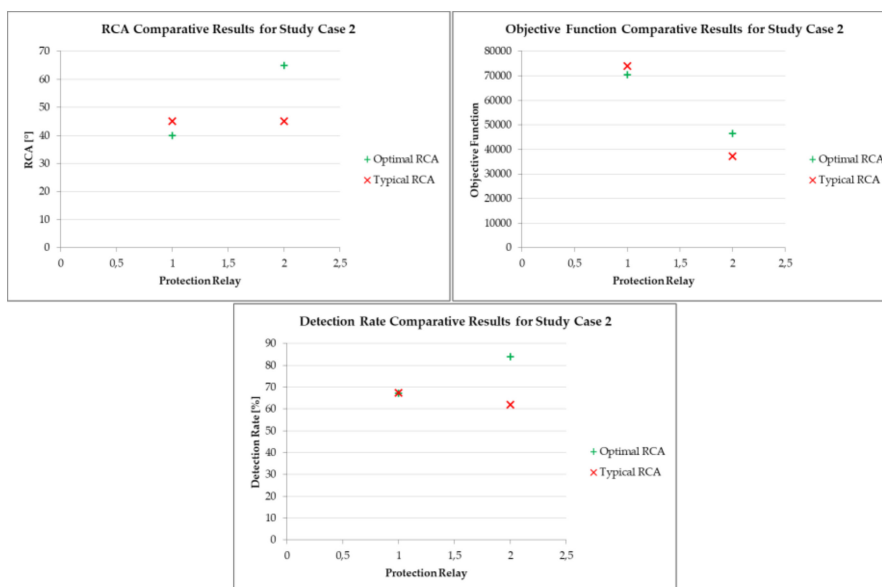 RCA Comparative Results for Study Case 2
70
60
50
40
30
20
10
0
RCA [°]
0 0,5 1 1,5 2 2,5
Protection Relay
Optimal RCA
Typical RCA
Objective Function Comparative Results for Study Case 2
80000
70000
60000
50000
40000
30000
20000
10000
0
Objective Function
0 0,5 1 1,5 2 2,5
Protection Relay
Optimal RCA
Typical RCA
Detection Rate Comparative Results for Study Case 2
90
80
70
60
50
40
30
20
10
0
Detection Rate [%]
0 0,5 1 1,5 2 2,5
Protection Relay
Optimal RCA
Typical RCA